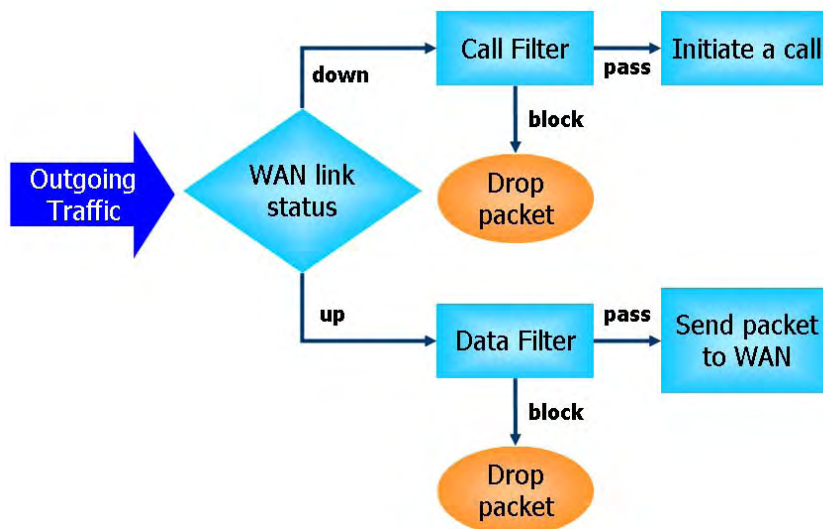 Outgoing
Traffic
WAN link
status
down
Call Filter
pass
Initiate a call
block
Drop
packet
up
Data Filter
pass
Send packet
to WAN
block
Drop
packet